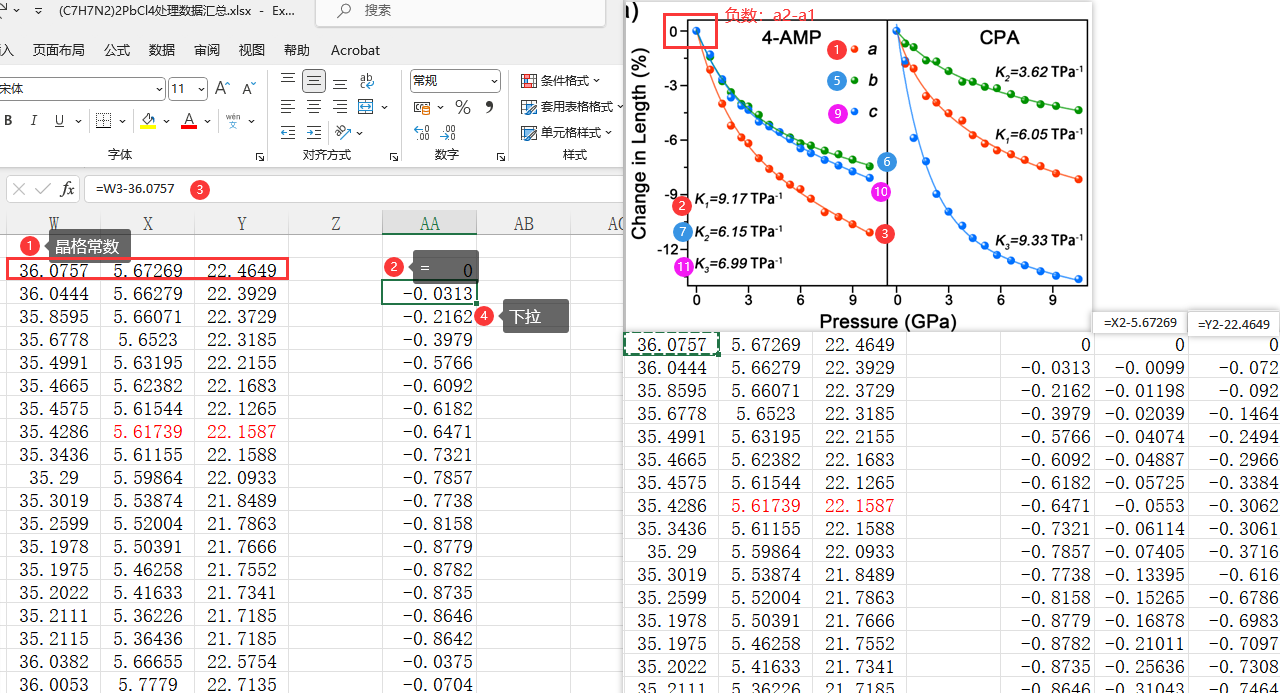 (C7H7N2)2PbCl4处理数据汇总.xlsx - Ex...
搜索
入 页面布局 公式 数据 审阅 视图 帮助 Acrobat
宋体 11 A A
B I U A wén 文
字体
ab
对齐方式
常规
% 9
.00
数字
条件格式
套用表格格式
单元格样式
样式
fx =W3-36.0757 3
W X Y Z AA AB AC
1 晶格常数
36.0757 5.67269 22.4649 2 = 0
36.0444 5.66279 22.3929 -0.0313
35.8595 5.66071 22.3729 -0.2162 4 下拉
35.6778 5.6523 22.3185 -0.3979
35.4991 5.63195 22.2155 -0.5766
35.4665 5.62382 22.1683 -0.6092
35.4575 5.61544 22.1265 -0.6182
35.4286 5.61739 22.1587 -0.6471
35.3436 5.61155 22.1588 -0.7321
35.29 5.59864 22.0933 -0.7857
35.3019 5.53874 21.8489 -0.7738
35.2599 5.52004 21.7863 -0.8158
35.1978 5.50391 21.7666 -0.8779
35.1975 5.46258 21.7552 -0.8782
35.2022 5.41633 21.7341 -0.8735
35.2111 5.36226 21.7185 -0.8646
35.2115 5.36436 21.7185 -0.8642
36.0382 5.66655 22.5754 -0.0375
36.0053 5.7779 22.7135 -0.0704
负数：a2-a1
Change in Length (%)
0
-3
-6
-9
-12
4-AMP
1 a
5 b
9 c
6
10
2 K1=9.17 TPa-1
3
7 K2=6.15 TPa-1
11 K3=6.99 TPa-1
CPA
K2=3.62 TPa-1
K1=6.05 TPa-1
K3=9.33 TPa-1
0 3 6 9 0 3 6 9
Pressure (GPa)
=X2-5.67269 =Y2-22.4649
36.0757 5.67269 22.4649 0 0 0
36.0444 5.66279 22.3929 -0.0313 -0.0099 -0.072
35.8595 5.66071 22.3729 -0.2162 -0.01198 -0.092
35.6778 5.6523 22.3185 -0.3979 -0.02039 -0.1464
35.4991 5.63195 22.2155 -0.5766 -0.04074 -0.2494
35.4665 5.62382 22.1683 -0.6092 -0.04887 -0.2966
35.4575 5.61544 22.1265 -0.6182 -0.05725 -0.3384
35.4286 5.61739 22.1587 -0.6471 -0.0553 -0.3062
35.3436 5.61155 22.1588 -0.7321 -0.06114 -0.3061
35.29 5.59864 22.0933 -0.7857 -0.07405 -0.3716
35.3019 5.53874 21.8489 -0.7738 -0.13395 -0.616
35.2599 5.52004 21.7863 -0.8158 -0.15265 -0.6786
35.1978 5.50391 21.7666 -0.8779 -0.16878 -0.6983
35.1975 5.46258 21.7552 -0.8782 -0.21011 -0.7097
35.2022 5.41633 21.7341 -0.8735 -0.25636 -0.7308
35.2111 5.36226 21.7185 -0.8646 -0.31043 -0.7464